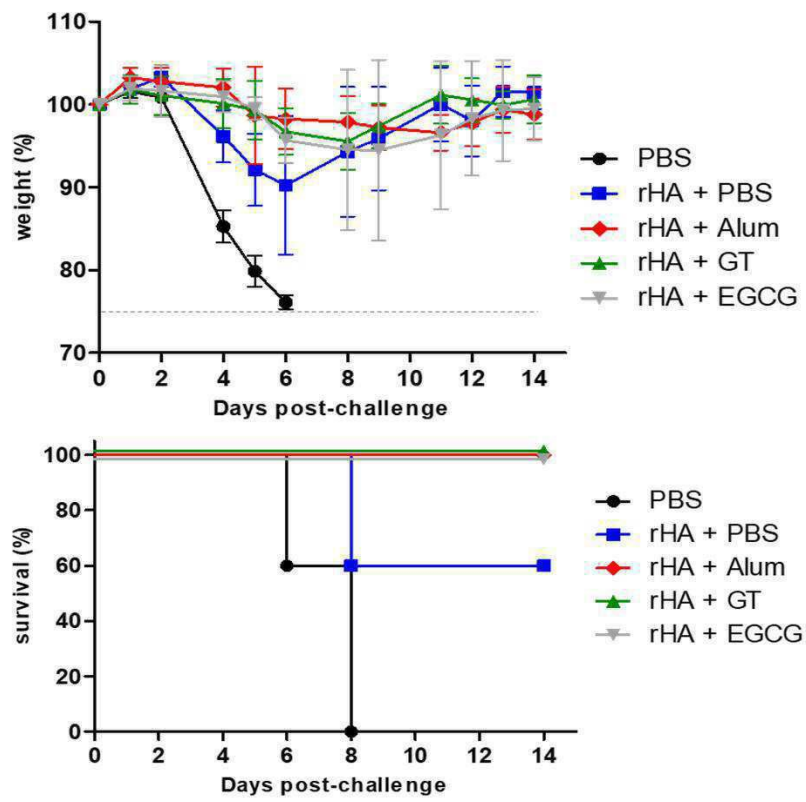 110
100
90
80
70
weight (%)
0 2 4 6 8 10 12 14
Days post-challenge
PBS
rHA + PBS
rHA + Alum
rHA + GT
rHA + EGCG
100
80
60
40
20
0
survival (%)
0 2 4 6 8 10 12 14
Days post-challenge
PBS
rHA + PBS
rHA + Alum
rHA + GT
rHA + EGCG